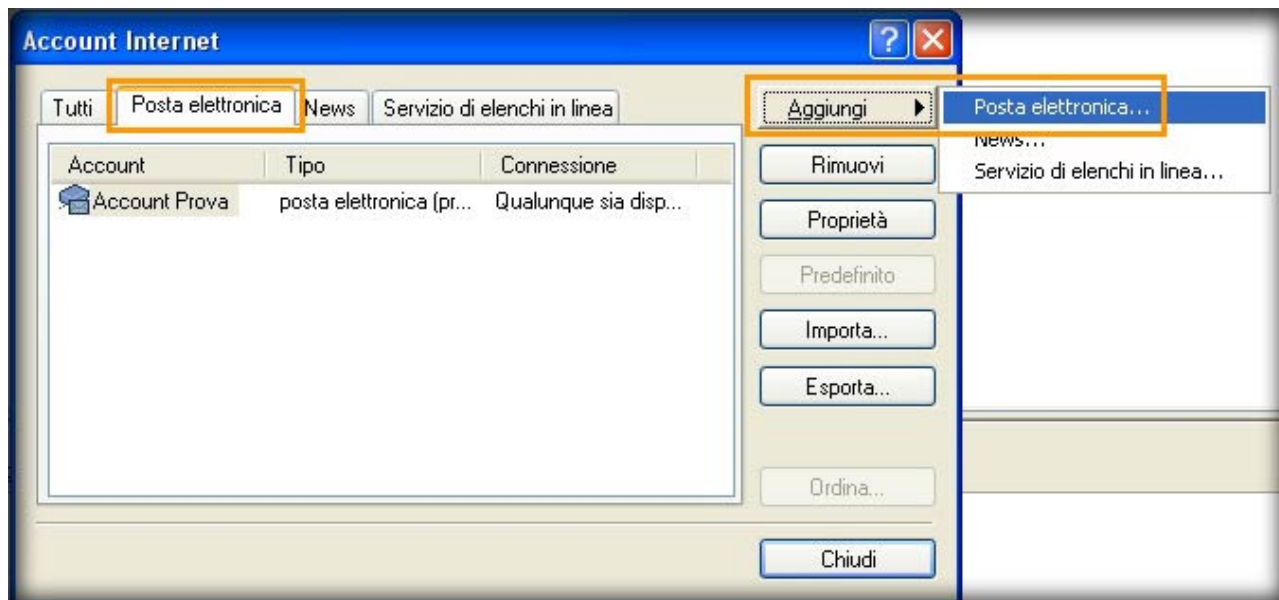 Account Internet
Tutti
Posta elettronica
News
Servizio di elenchi in linea
Aggiungi
Posta elettronica...
News...
Servizio di elenchi in linea...
Account Tipo Connessione
Account Prova posta elettronica (pr... Qualunque sia disp...
Rimuovi
Proprietà
Predefinito
Importa...
Esporta...
Ordina...
Chiudi